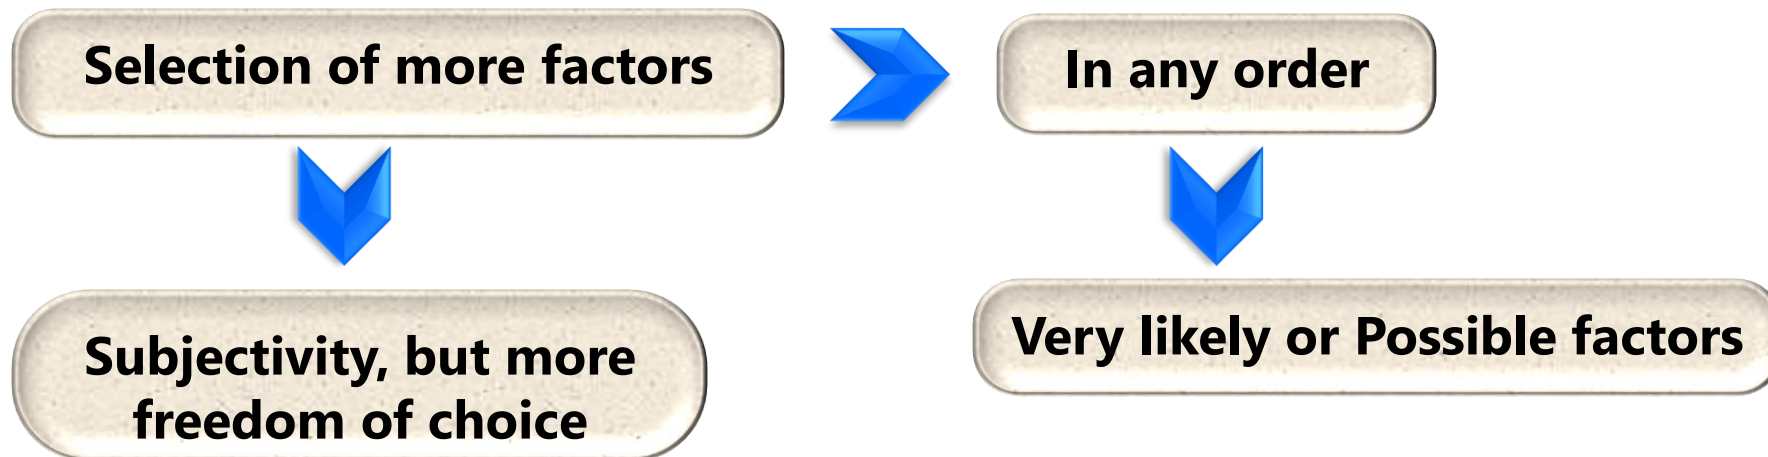 Selection of more factors
In any order
Subjectivity, but more
freedom of choice
Very likely or Possible factors